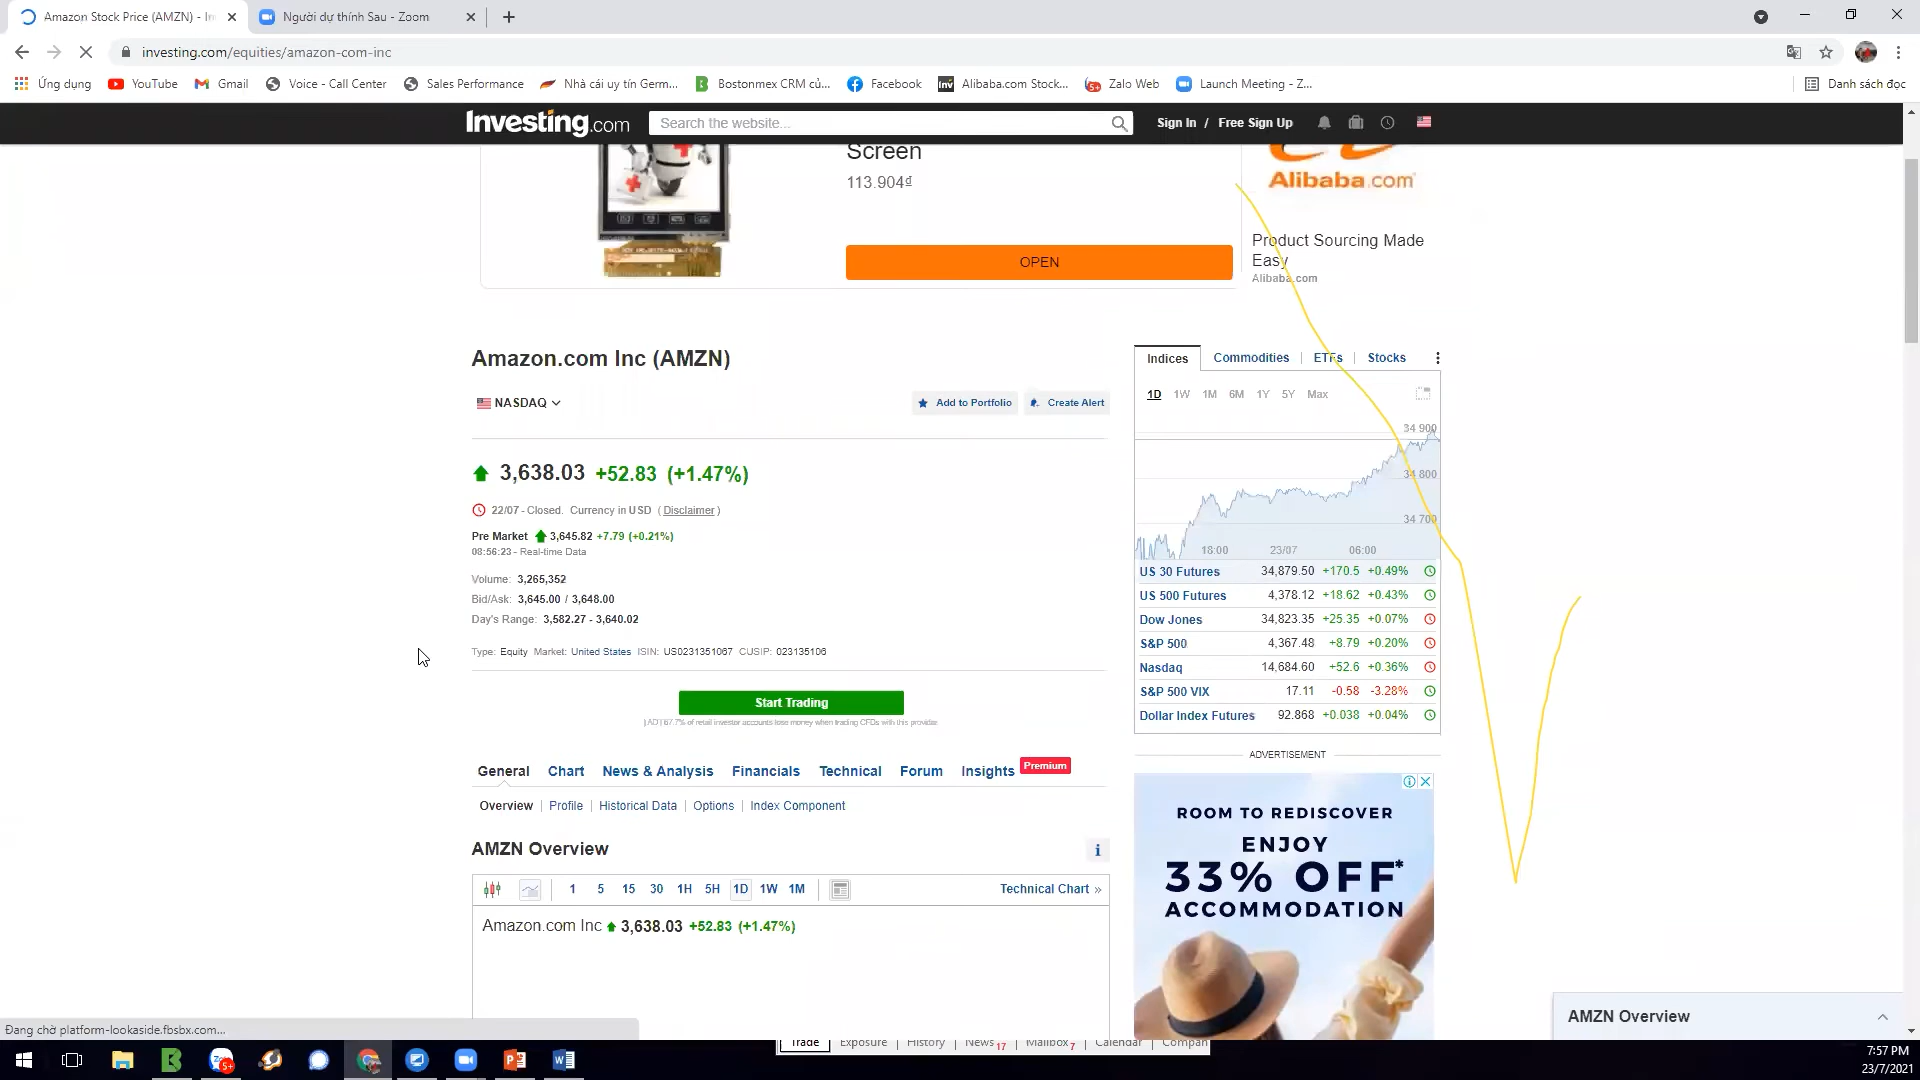 Amazon Stock Price (AMZN) - In
Người dự thính Sau - Zoom
investing.com/equities/amazon-com-inc
Ứng dụng
YouTube
Gmail
Voice - Call Center
Sales Performance
Nhà cái uy tín Germ...
Bostonmex CRM củ...
Facebook
Alibaba.com Stock...
Zalo Web
Launch Meeting - Z...
Danh sách đọc
Investing.com
Search the website...
Sign In / Free Sign Up
Screen
113.904₫
OPEN
Alibaba.com
Product Sourcing Made
Easy
Alibaba.com
Amazon.com Inc (AMZN)
NASDAQ
Add to Portfolio
Create Alert
3,638.03 +52.83 (+1.47%)
22/07 - Closed. Currency in USD ( Disclaimer )
Pre Market 3,645.82 +7.79 (+0.21%)
08:56:23 - Real-time Data
Volume: 3,265,352
Bid/Ask: 3,645.00 / 3,648.00
Day's Range: 3,582.27 - 3,640.02
Type: Equity Market: United States ISIN: US0231351067 CUSIP: 023135106
Start Trading
67.7% of retail investor accounts lose money when trading CFDs with this provider
General
Chart
News & Analysis
Financials
Technical
Forum
Insights
Premium
Overview
Profile
Historical Data
Options
Index Component
AMZN Overview
1 5 15 30 1H 5H 1D 1W 1M
Technical Chart »
Amazon.com Inc 3,638.03 +52.83 (+1.47%)
Indices
Commodities
ETFs
Stocks
1D 1W 1M 6M 1Y 5Y Max
34 900
34 800
34 700
18:00 23/07 06:00
US 30 Futures 34,879.50 +170.5 +0.49%
US 500 Futures 4,378.12 +18.62 +0.43%
Dow Jones 34,823.35 +25.35 +0.07%
S&P 500 4,367.48 +8.79 +0.20%
Nasdaq 14,684.60 +52.6 +0.36%
S&P 500 VIX 17.11 -0.58 -3.28%
Dollar Index Futures 92.868 +0.038 +0.04%
ADVERTISEMENT
ROOM TO REDISCOVER
ENJOY
33% OFF*
ACCOMMODATION
AMZN Overview
Đang chờ platform-lookaside.fbsbx.com...
Trade
Exposure
History
News 17
Mailbox 7
Calendar
Compan
5+
7:57 PM
23/7/2021